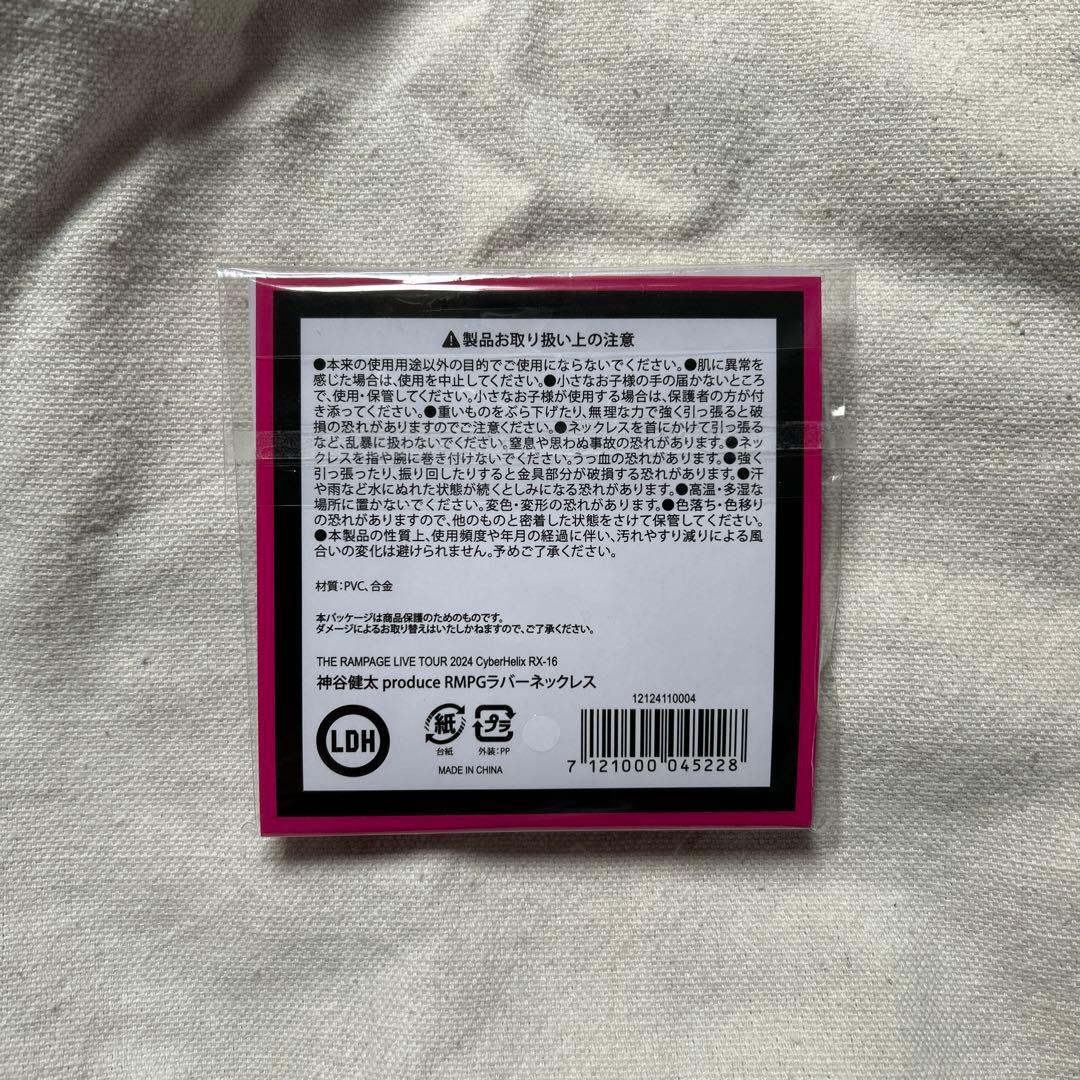 ⚠製品お取り扱い上の注意
●本来の使用用途以外の目的でご使用にならないでください。●肌に異常を
感じた場合は、使用を中止してください。●小さなお子様の手の届かないところ
で、使用・保管してください。小さなお子様が使用する場合は、保護者の方が付
き添ってください。●重いものをぶら下げたり、無理な力で強く引っ張ると破
損の恐れがありますのでご注意ください。●ネックレスを首にかけて引っ張る
など、乱暴に扱わないでください。窒息や思わぬ事故の恐れがあります。●ネッ
クレスを指や腕に巻き付けないでください。うっ血の恐れがあります。●強く
引っ張ったり、振り回したりすると金具部分が破損する恐れがあります。●汗
や雨など水にぬれた状態が続くとしみになる恐れがあります。●高温・多湿な
場所に置かないでください。変色・変形の恐れがあります。●色落ち・色移り
の恐れがありますので、他のものと密着した状態をさけて保管してください。
●本製品の性質上、使用頻度や年月の経過に伴い、汚れやすり減りによる風
合いの変化は避けられません。予めご了承ください。
材質:PVC、合金
本パッケージは商品保護のためのものです。
ダメージによるお取り替えはいたしかねますので、ご了承ください。
THE RAMPAGE LIVE TOUR 2024 CyberHelix RX-16
神谷健太 produce RMPGラバーネックレス
LDH
紙
台紙
プラ
外装:PP
MADE IN CHINA
12124110004
7 121000 045228